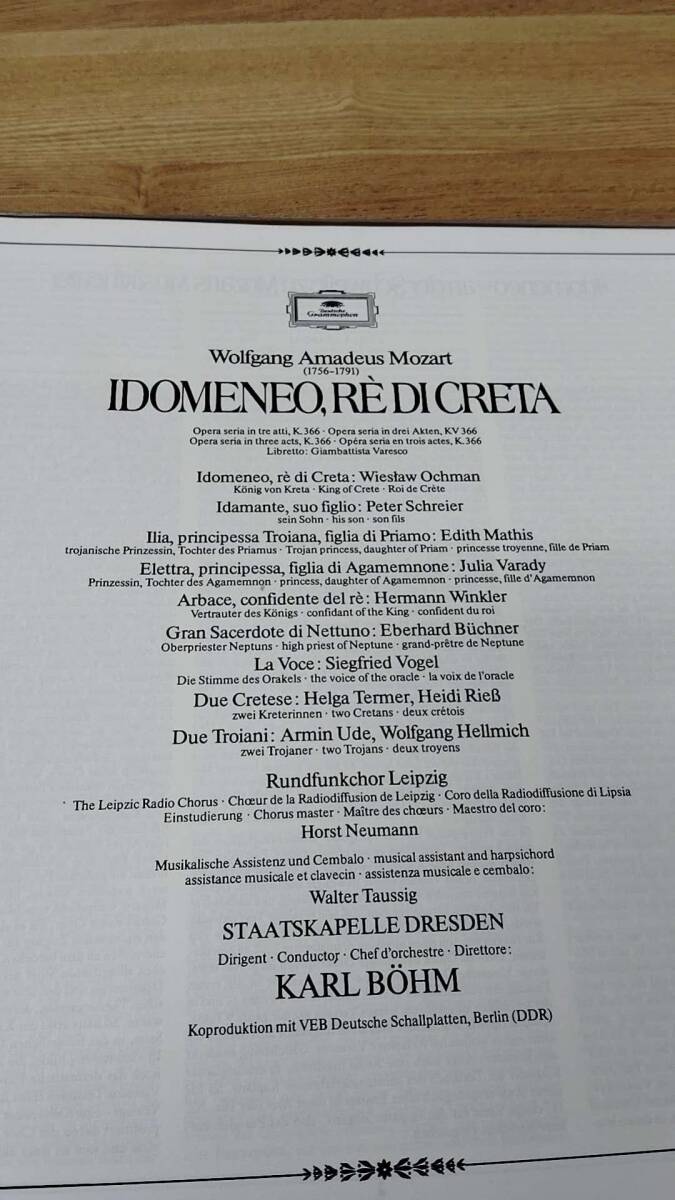 Deutsche
Grammophon
Wolfgang Amadeus Mozart
(1756-1791)
IDOMENEO, RÈ DI CRETA
Opera seria in tre atti, K. 366 · Opera seria in drei Akten, KV 366
Opera seria in three acts, K. 366 · Opéra seria en trois actes, K. 366
Libretto: Giambattista Varesco
Idomeneo, rè di Creta: Wiesław Ochman
König von Kreta · King of Crete · Roi de Crète
Idamante, suo figlio: Peter Schreier
sein Sohn · his son · son fils
Ilia, principessa Troiana, figlia di Priamo: Edith Mathis
trojanische Prinzessin, Tochter des Priamus · Trojan princess, daughter of Priam · princesse troyenne, fille de Priam
Elettra, principessa, figlia di Agamemnone: Julia Varady
Prinzessin, Tochter des Agamemnon · princess, daughter of Agamemnon · princesse, fille d'Agamemnon
Arbace, confidente del rè: Hermann Winkler
Vertrauter des Königs · confidant of the King · confident du roi
Gran Sacerdote di Nettuno: Eberhard Büchner
Oberpriester Neptuns · high priest of Neptune · grand-prêtre de Neptune
La Voce: Siegfried Vogel
Die Stimme des Orakels · the voice of the oracle · la voix de l'oracle
Due Cretese: Helga Termer, Heidi Rieß
zwei Kreterinnen · two Cretans · deux crétois
Due Troiani: Armin Ude, Wolfgang Hellmich
zwei Trojaner · two Trojans · deux troyens
Rundfunkchor Leipzig
The Leipzic Radio Chorus · Chœur de la Radiodiffusion de Leipzig · Coro della Radiodiffusione di Lipsia
Einstudierung · Chorus master · Maître des chœurs · Maestro del coro:
Horst Neumann
Musikalische Assistenz und Cembalo · musical assistant and harpsichord
assistance musicale et clavecin · assistenza musicale e cembalo:
Walter Taussig
STAATSKAPELLE DRESDEN
Dirigent · Conductor · Chef d'orchestre · Direttore:
KARL BÖHM
Koproduktion mit VEB Deutsche Schallplatten, Berlin (DDR)